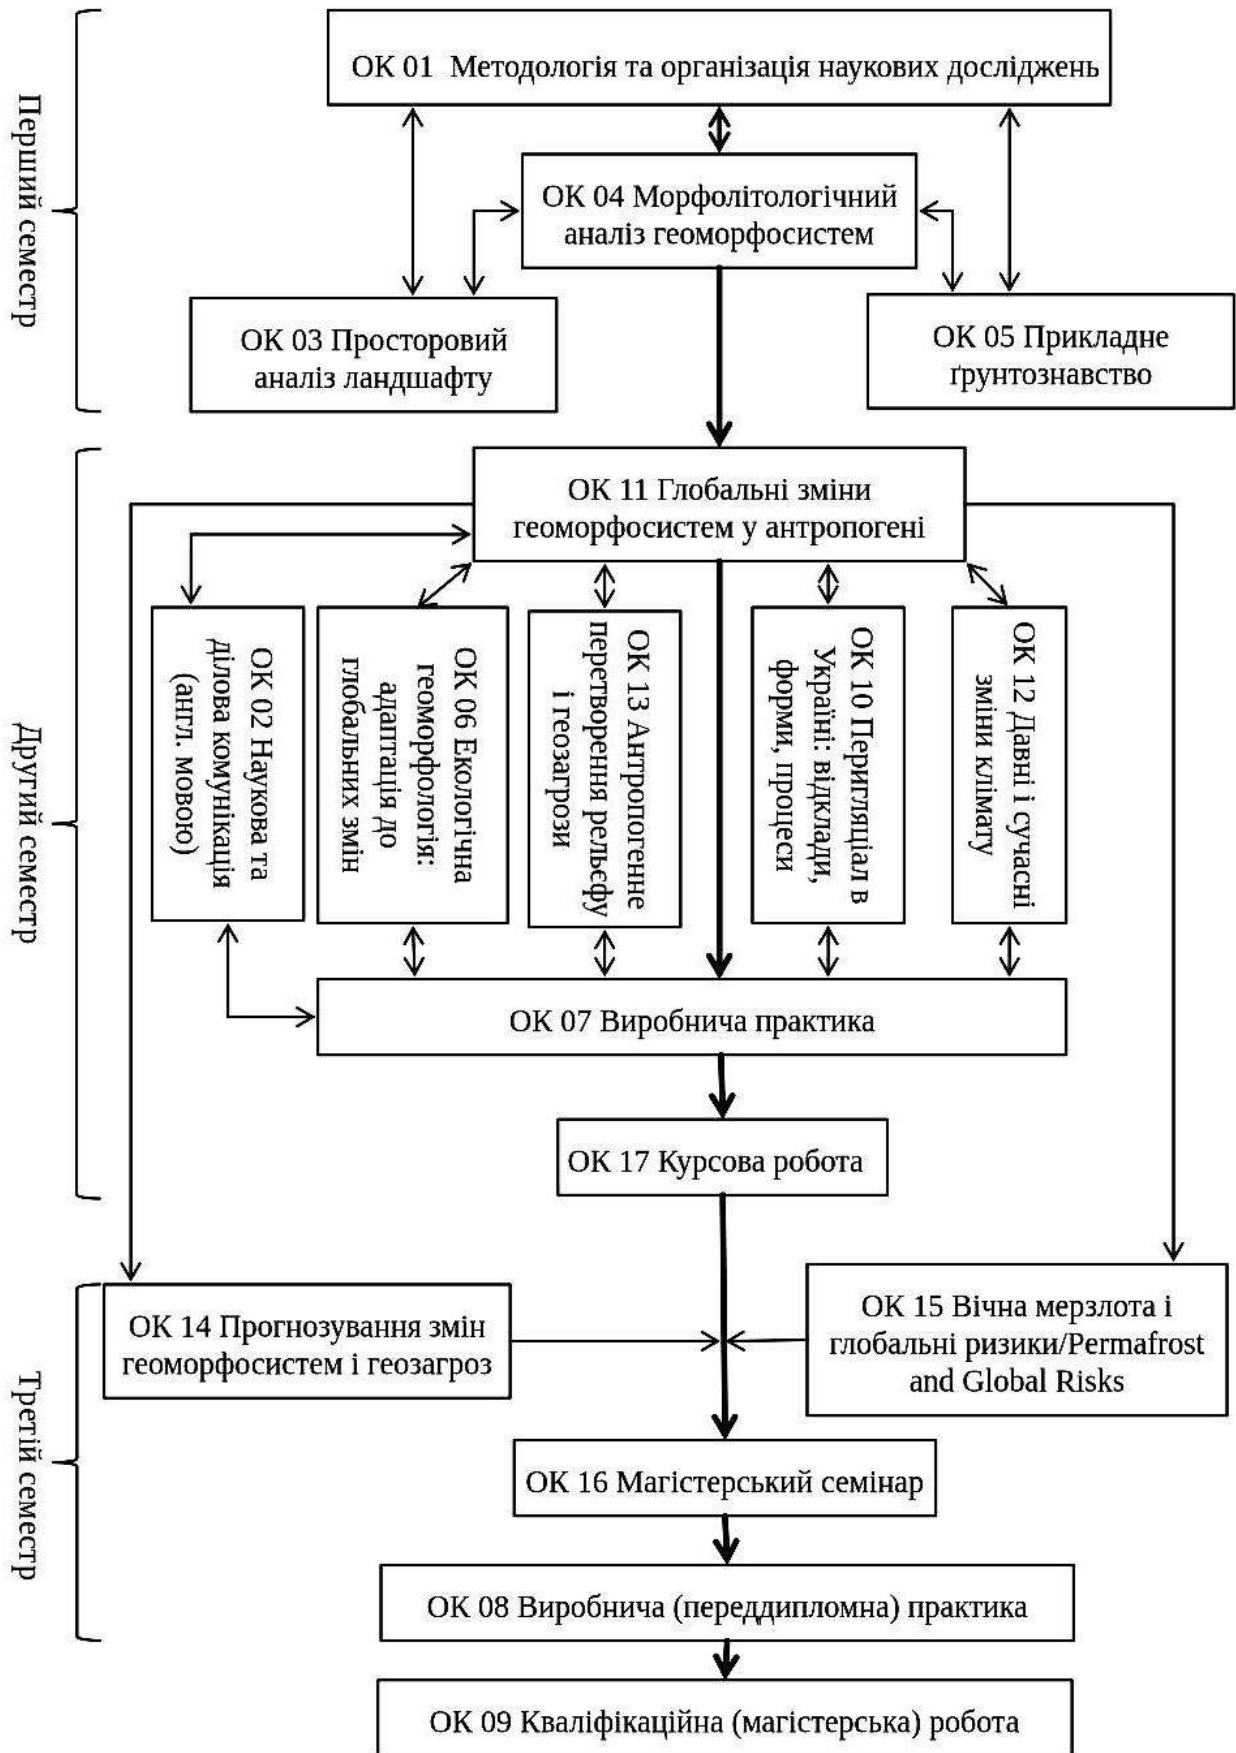 Перший семестр
ОК 01 Методологія та організація наукових досліджень
ОК 04 Морфолітологічний
аналіз геоморфосистем
ОК 03 Просторовий
аналіз ландшафту
ОК 05 Прикладне
ґрунтознавство
Другий семестр
ОК 11 Глобальні зміни
геоморфосистем у антропогені
ОК 02 Наукова та
ділова комунікація
(англ. мовою)
ОК 06 Екологічна
геоморфологія:
адаптація до
глобальних змін
ОК 13 Антропогенне
перетворення рельєфу
і геозагрози
ОК 10 Перигляціал в
Україні: відклади,
форми, процеси
ОК 12 Давні і сучасні
зміни клімату
ОК 07 Виробнича практика
ОК 17 Курсова робота
Третій семестр
ОК 14 Прогнозування змін
геоморфосистем і геозагроз
ОК 15 Вічна мерзлота і
глобальні ризики/Permafrost
and Global Risks
ОК 16 Магістерський семінар
ОК 08 Виробнича (переддипломна) практика
ОК 09 Кваліфікаційна (магістерська) робота